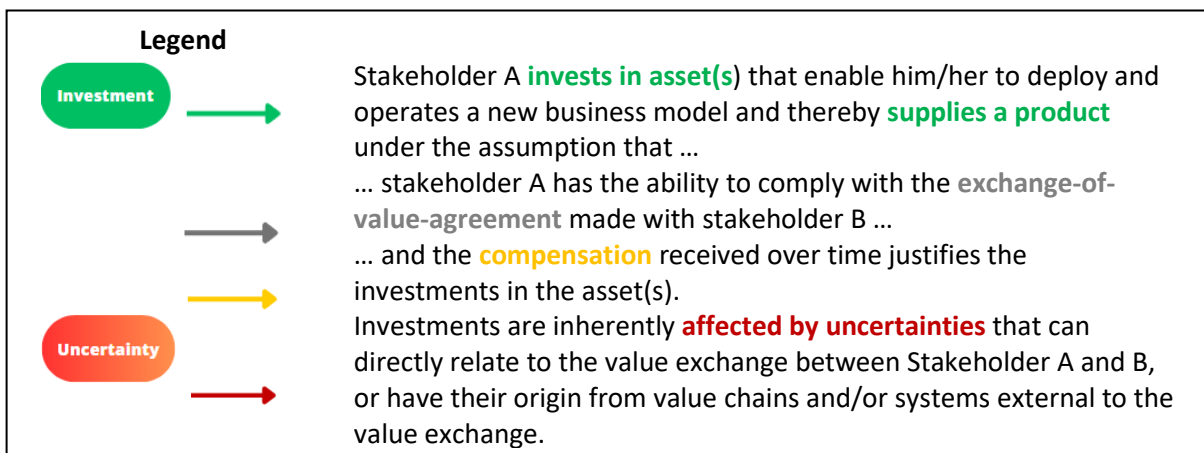 Legend
Investment
Stakeholder A invests in asset(s) that enable him/her to deploy and
operates a new business model and thereby supplies a product
under the assumption that …
… stakeholder A has the ability to comply with the exchange-of-
value-agreement made with stakeholder B …
… and the compensation received over time justifies the
investments in the asset(s).
Uncertainty
Investments are inherently affected by uncertainties that can
directly relate to the value exchange between Stakeholder A and B,
or have their origin from value chains and/or systems external to the
value exchange.